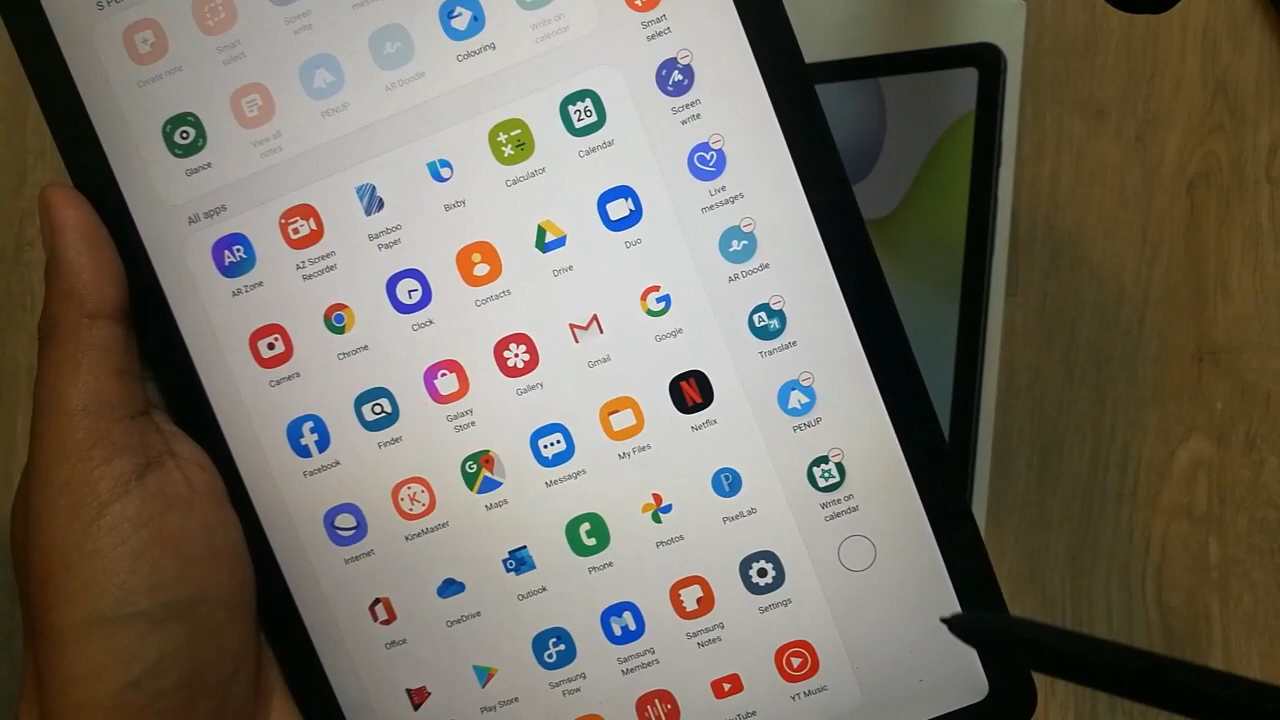 Create note
Smart
select
Screen
write
Write on
calendar
Glance
View all
notes
PENUP
AR Doodle
Colouring
All apps
AR
AR Zone
AZ Screen
Recorder
Bamboo
Paper
Bixby
Calculator
26
Calendar
Camera
Chrome
Clock
Contacts
Drive
Duo
Facebook
Finder
Galaxy
Store
Gallery
Gmail
Google
Internet
K
KineMaster
G
Maps
Messages
My Files
N
Netflix
Office
OneDrive
Outlook
Phone
Photos
P
PixelLab
Play Store
Samsung
Flow
Samsung
Members
Samsung
Notes
Settings
YT Music
Smart
select
Screen
write
Live
messages
AR Doodle
A
Translate
PENUP
Write on
calendar